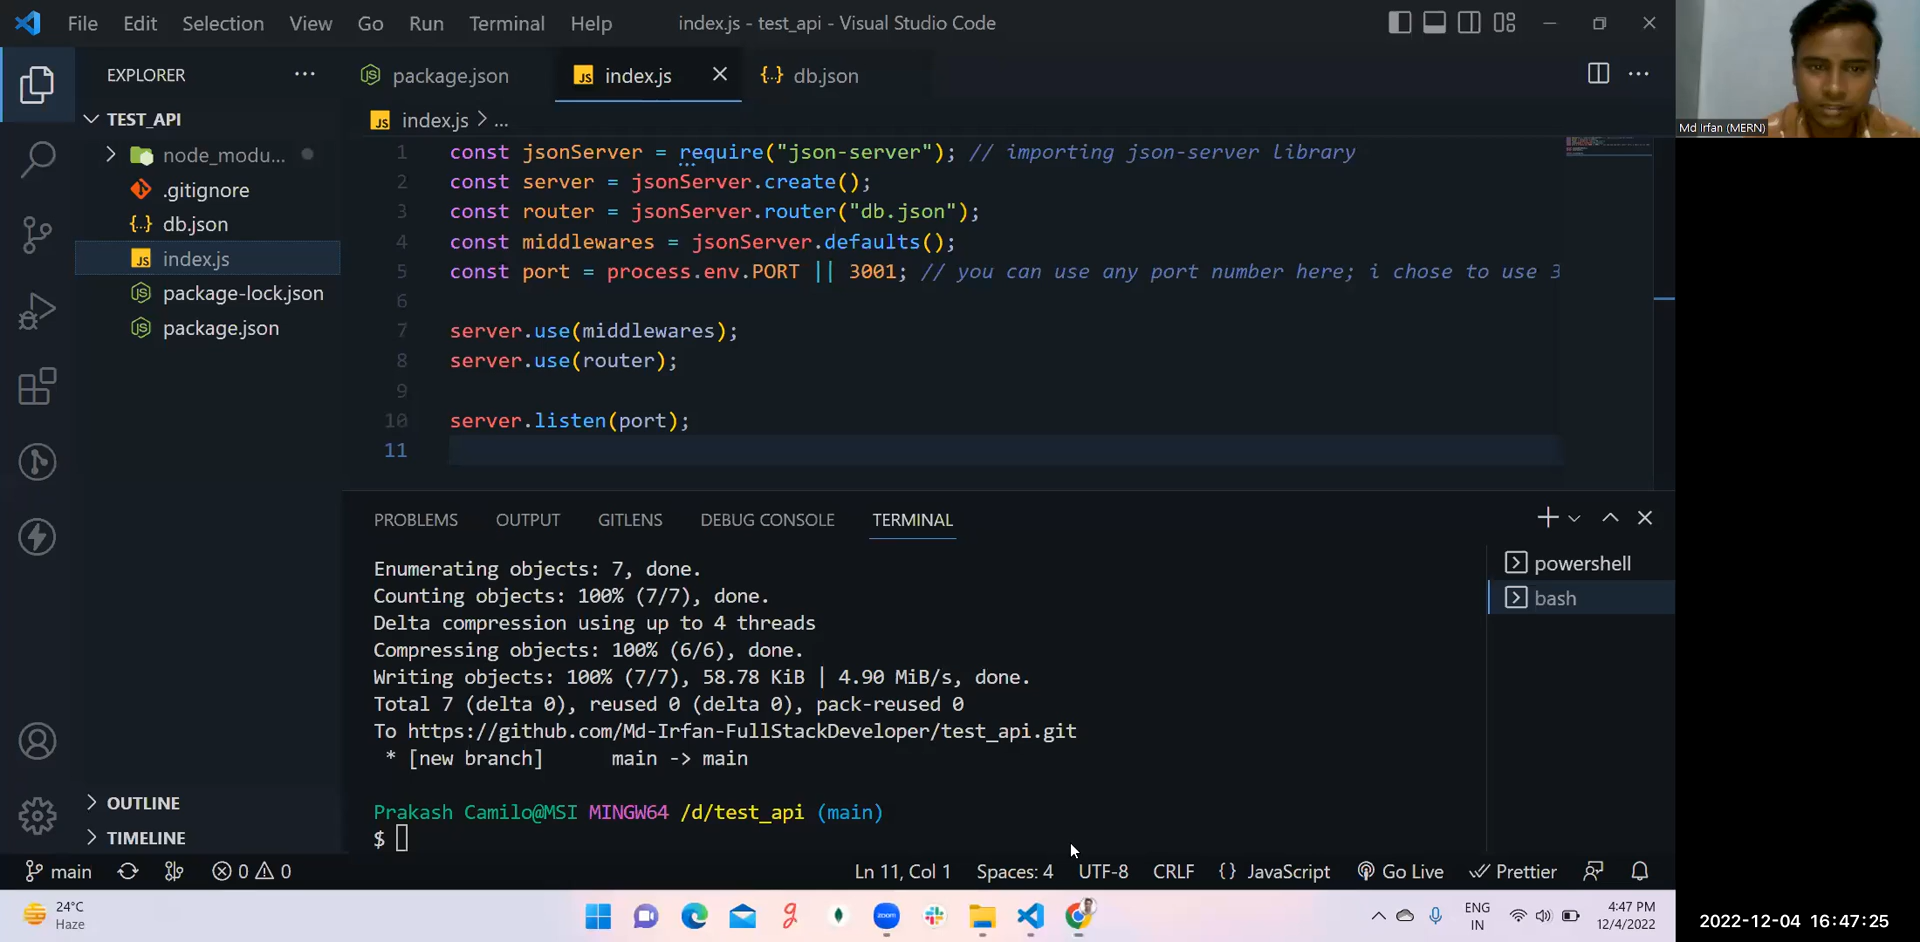 File Edit Selection View Go Run Terminal Help
index.js - test_api - Visual Studio Code
EXPLORER ...
package.json
JS index.js
{..} db.json
...
Md Irfan (MERN)
TEST_API
node_modu...
.gitignore
{} db.json
JS index.js
package-lock.json
package.json
OUTLINE
TIMELINE
JS index.js > ...
1 const jsonServer = require("json-server"); // importing json-server library
2 const server = jsonServer.create();
3 const router = jsonServer.router("db.json");
4 const middlewares = jsonServer.defaults();
5 const port = process.env.PORT || 3001; // you can use any port number here; i chose to use 3
6
7 server.use(middlewares);
8 server.use(router);
9
10 server.listen(port);
11
PROBLEMS OUTPUT GITLENS DEBUG CONSOLE TERMINAL
powershell
bash
Enumerating objects: 7, done.
Counting objects: 100% (7/7), done.
Delta compression using up to 4 threads
Compressing objects: 100% (6/6), done.
Writing objects: 100% (7/7), 58.78 KiB | 4.90 MiB/s, done.
Total 7 (delta 0), reused 0 (delta 0), pack-reused 0
To https://github.com/Md-Irfan-FullStackDeveloper/test_api.git
* [new branch] main -> main
Prakash Camilo@MSI MINGW64 /d/test_api (main)
$
main 0 0
Ln 11, Col 1 Spaces: 4 UTF-8 CRLF {} JavaScript Go Live Prettier
24°C
Haze
zoom
ENG
IN
4:47 PM
12/4/2022
2022-12-04 16:47:25